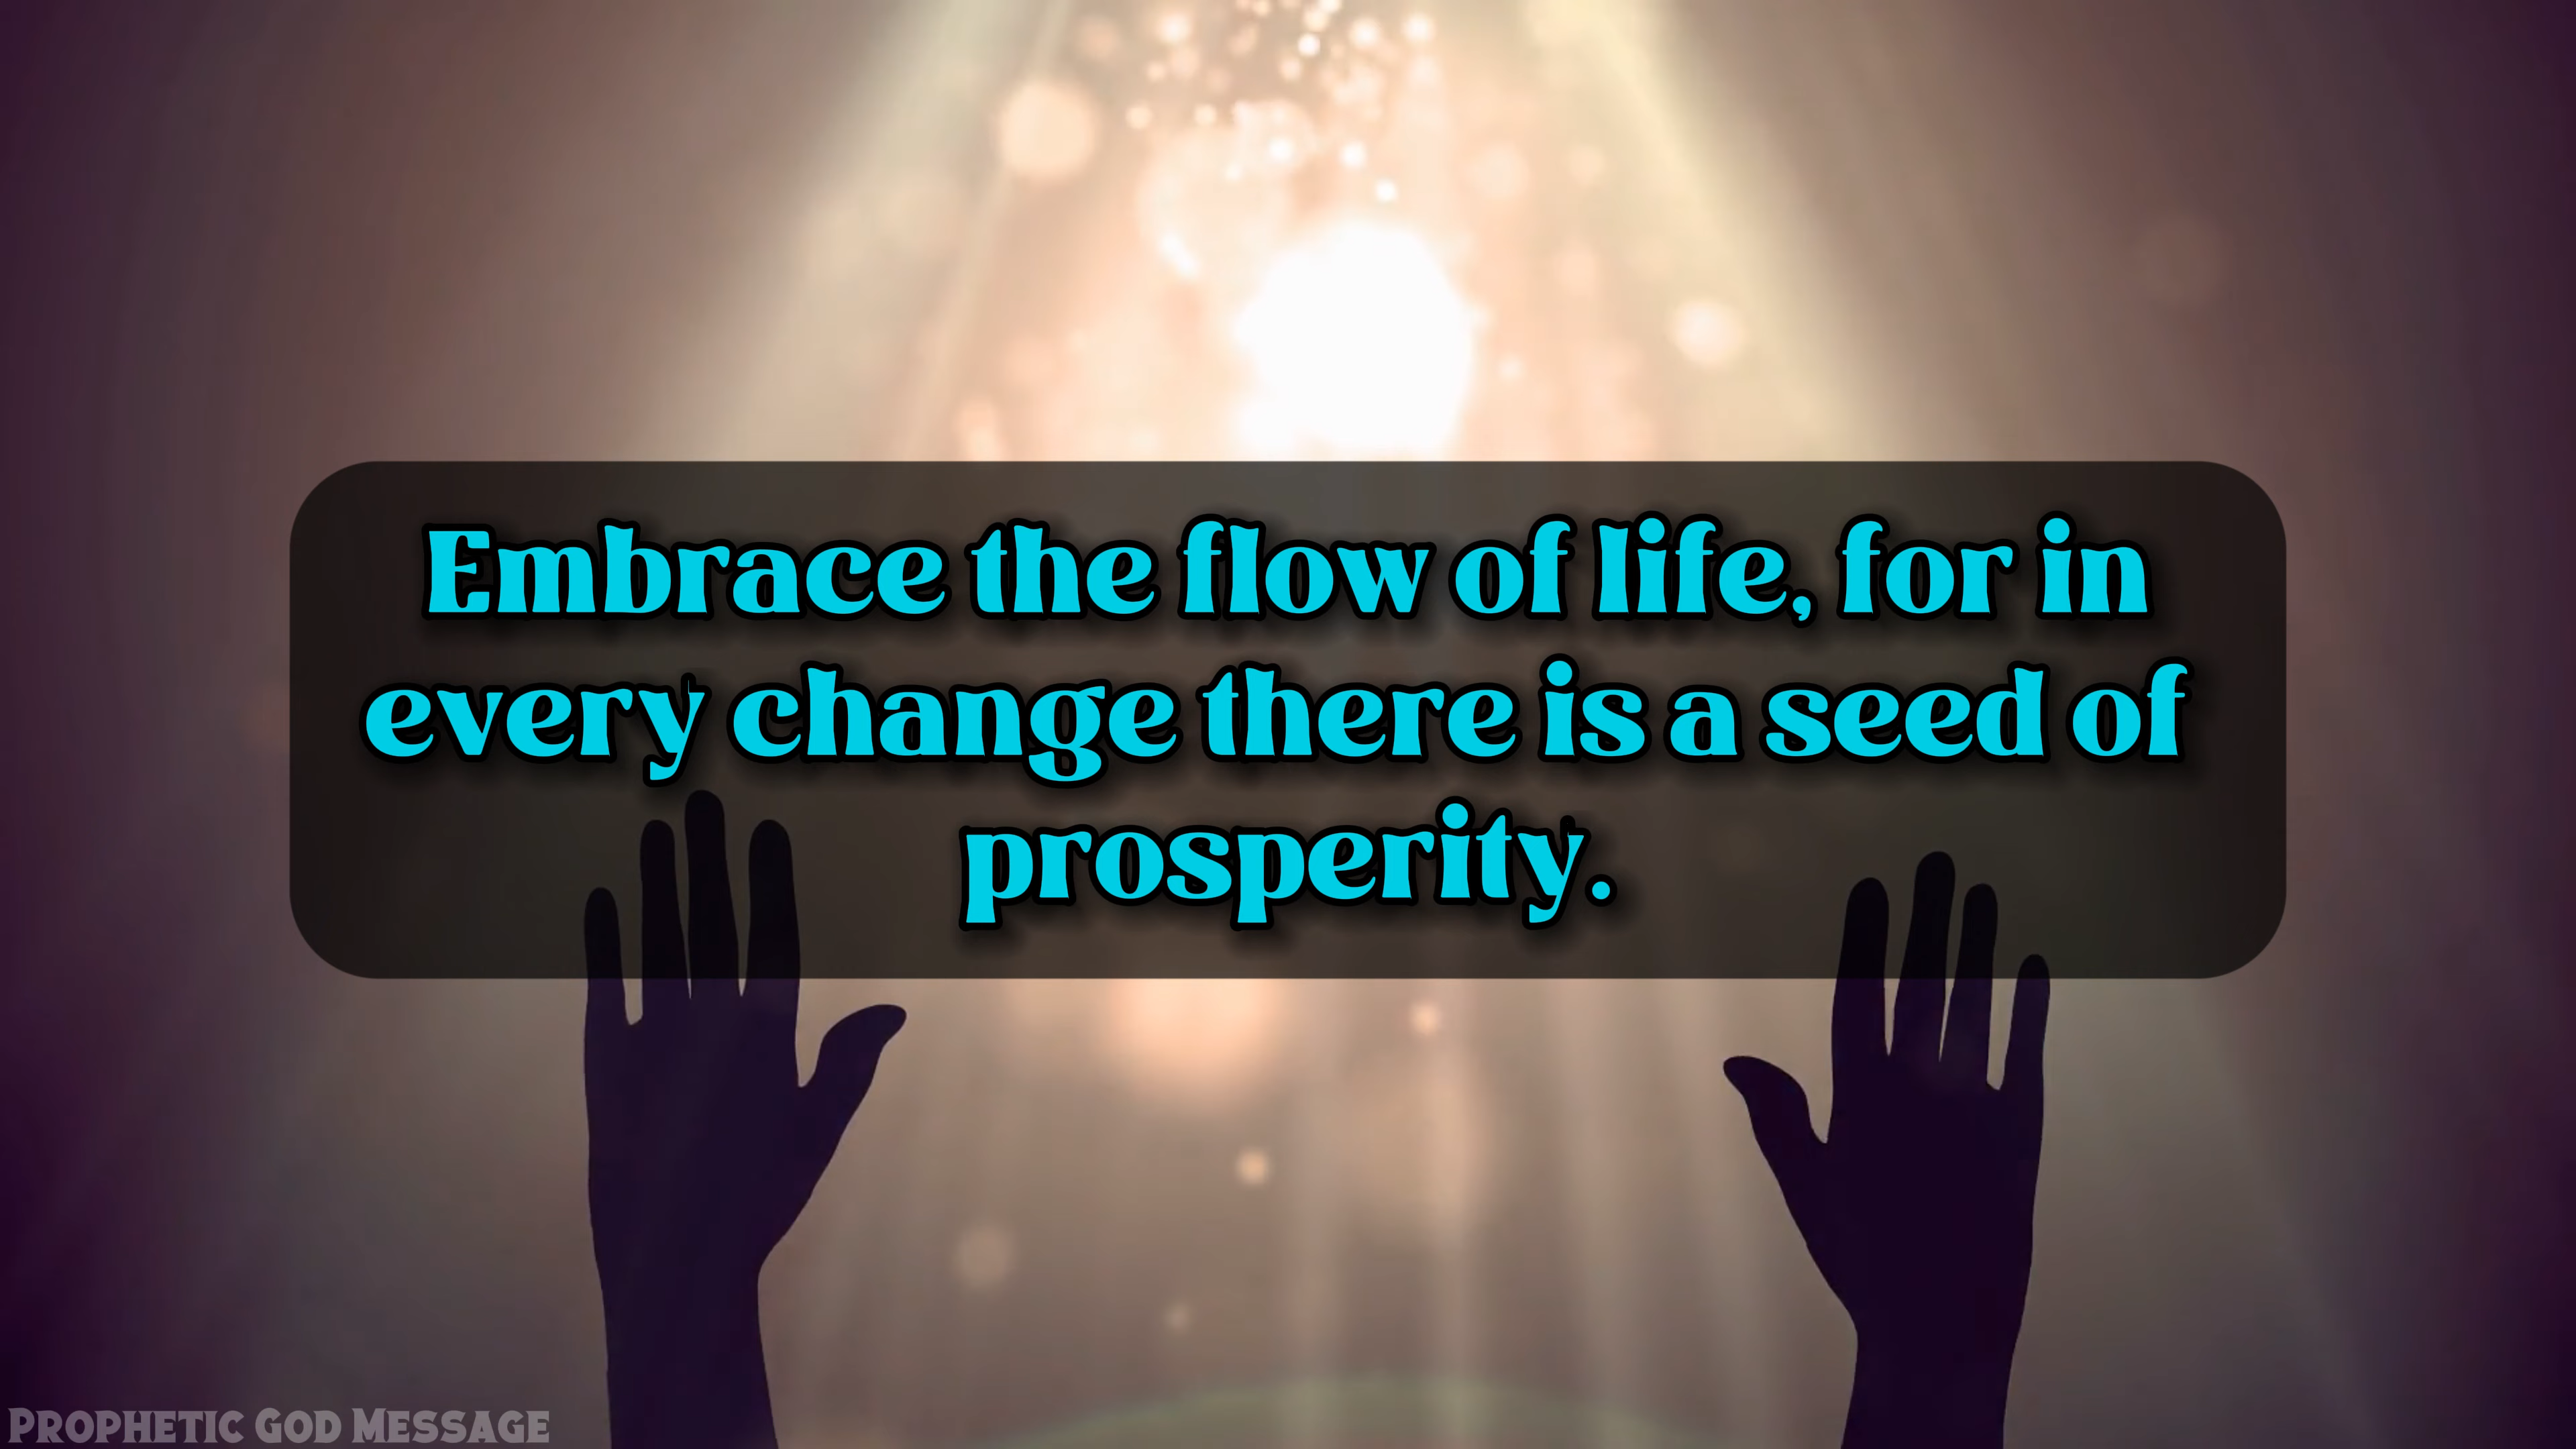 Embrace the flow of life, for in
every change there is a seed of
prosperity.
Prophetic God Message